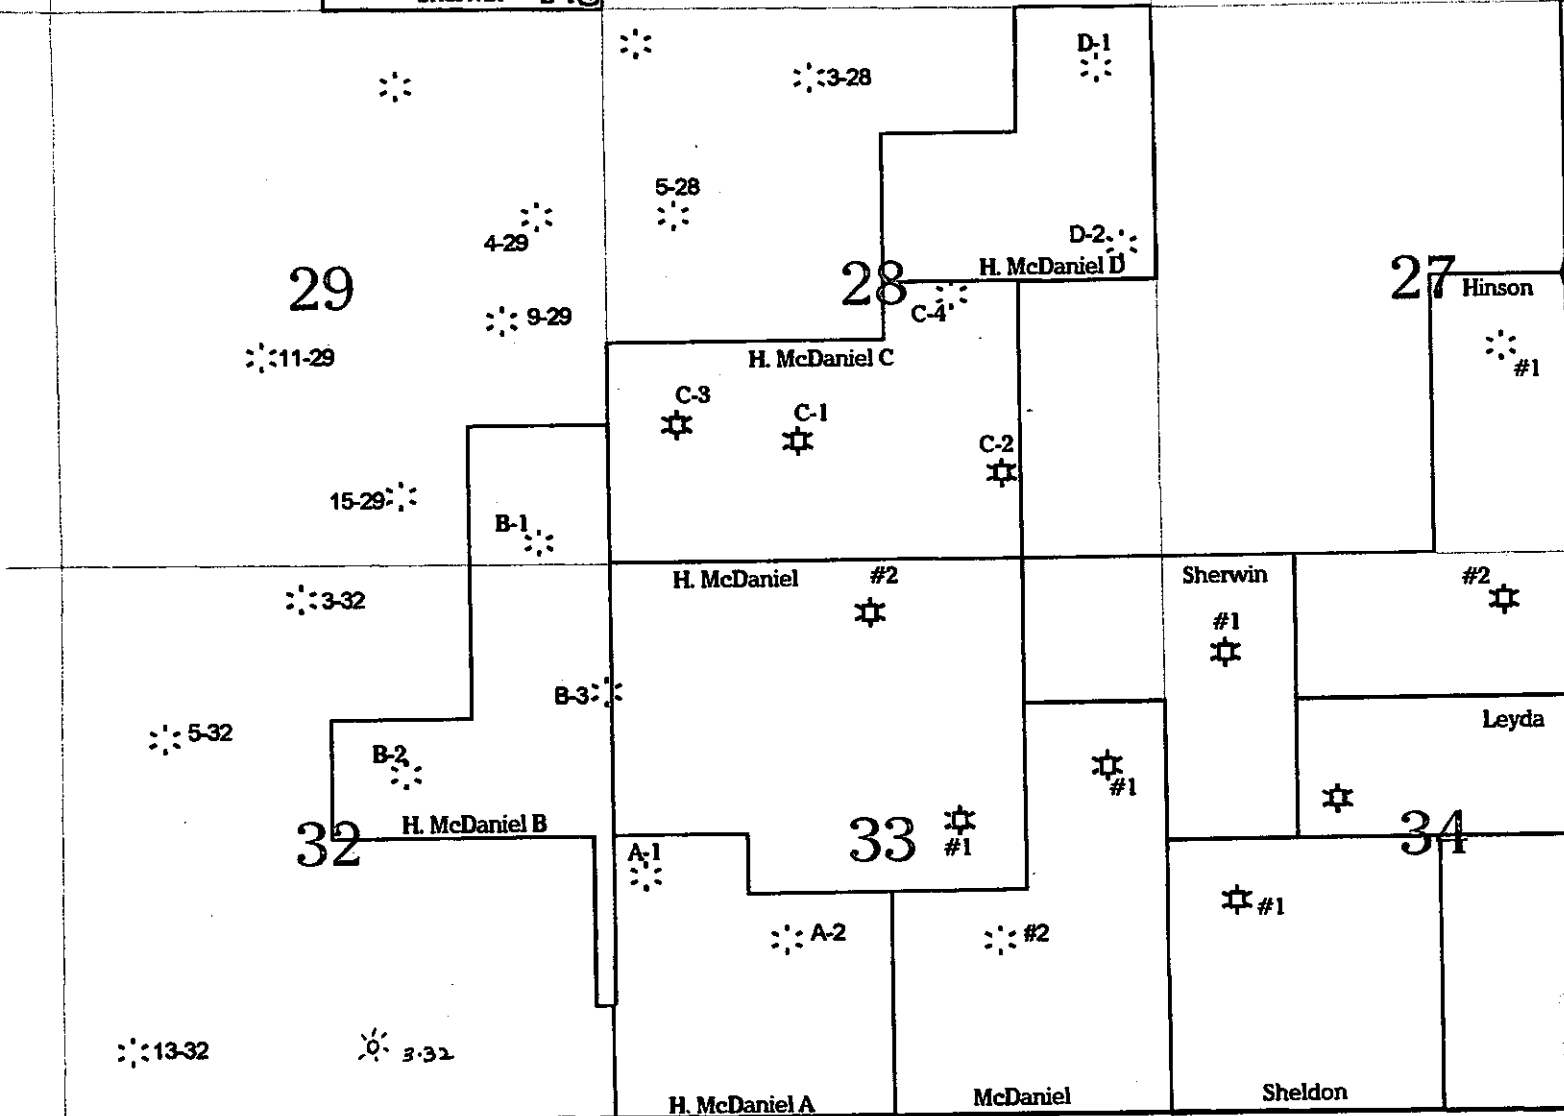 D-1
3-28
5-28
4-29
D-2
H. McDaniel D
29
28
27
Hinson
C-4
9-29
11-29
H. McDaniel C
#1
C-3
C-1
C-2
15-29
B-1
H. McDaniel
#2
Sherwin
#2
3-32
#1
B-3
5-32
Leyda
B-2
#1
H. McDaniel B
32
33
34
#1
A-1
#1
A-2
#2
13-32
3-32
H. McDaniel A
McDaniel
Sheldon